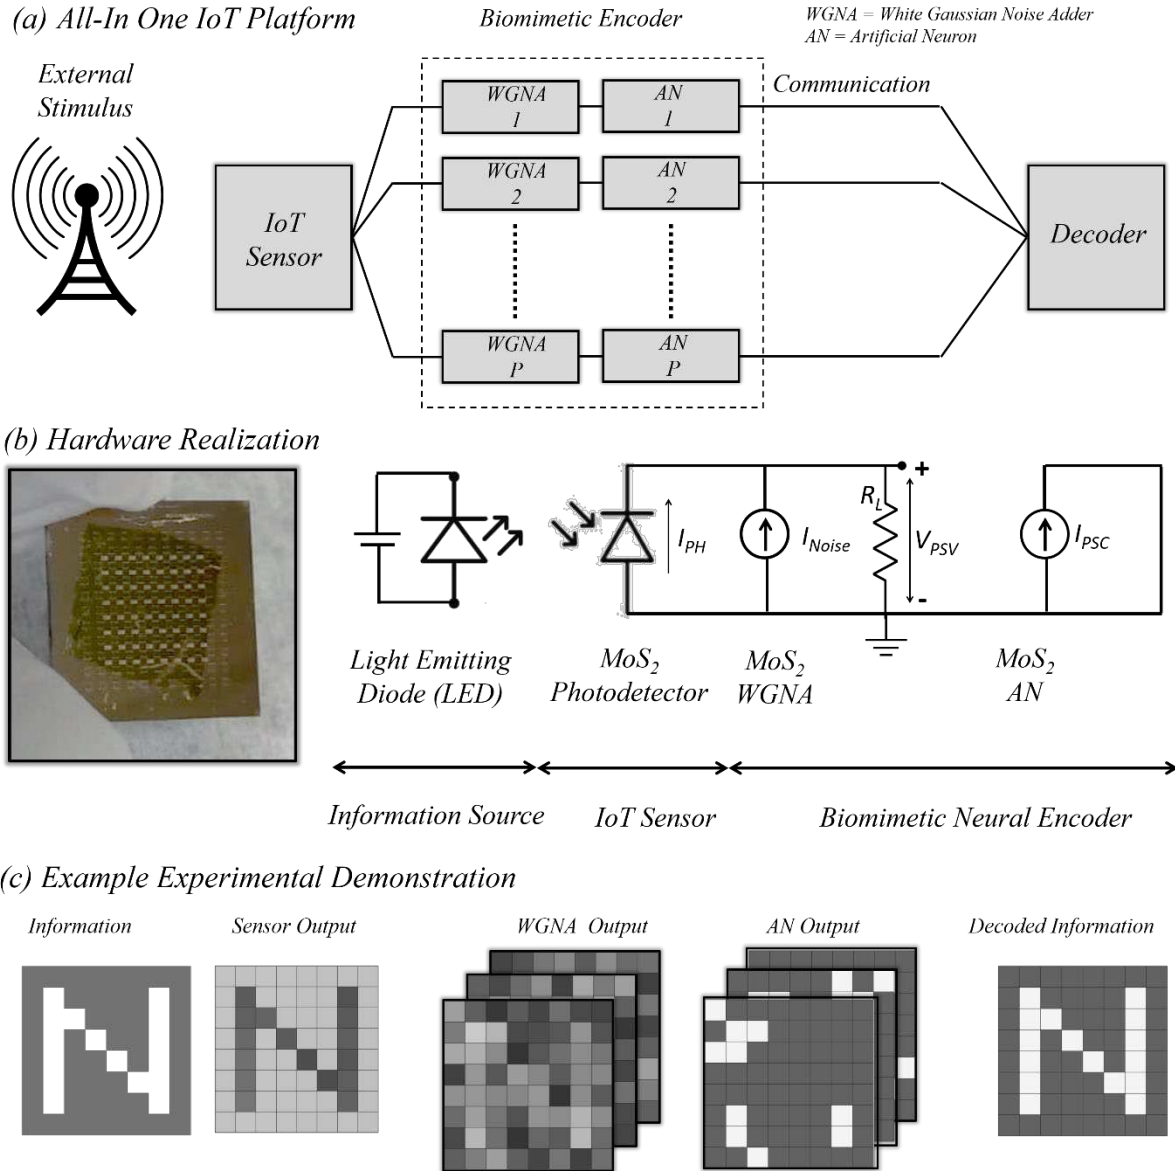 (a) All-In One IoT Platform
Biomimetic Encoder
WGNA = White Gaussian Noise Adder
AN = Artificial Neuron
External
Stimulus
Communication
WGNA
1
AN
1
WGNA
2
AN
2
IoT
Sensor
Decoder
WGNA
P
AN
P
(b) Hardware Realization
I_PH
I_Noise
R_L
+
V_PSV
-
I_PSC
Light Emitting
Diode (LED)
MoS₂
Photodetector
MoS₂
WGNA
MoS₂
AN
Information Source
IoT Sensor
Biomimetic Neural Encoder
(c) Example Experimental Demonstration
Information
Sensor Output
WGNA Output
AN Output
Decoded Information